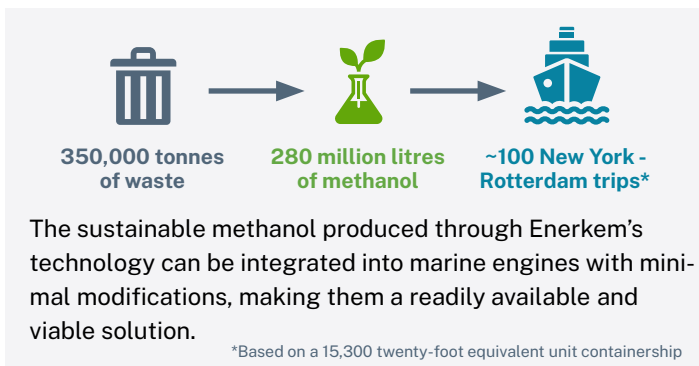 350,000 tonnes
of waste
280 million litres
of methanol
~100 New York -
Rotterdam trips*
The sustainable methanol produced through Enerkem’s
technology can be integrated into marine engines with mini-
mal modifications, making them a readily available and
viable solution.
*Based on a 15,300 twenty-foot equivalent unit containership